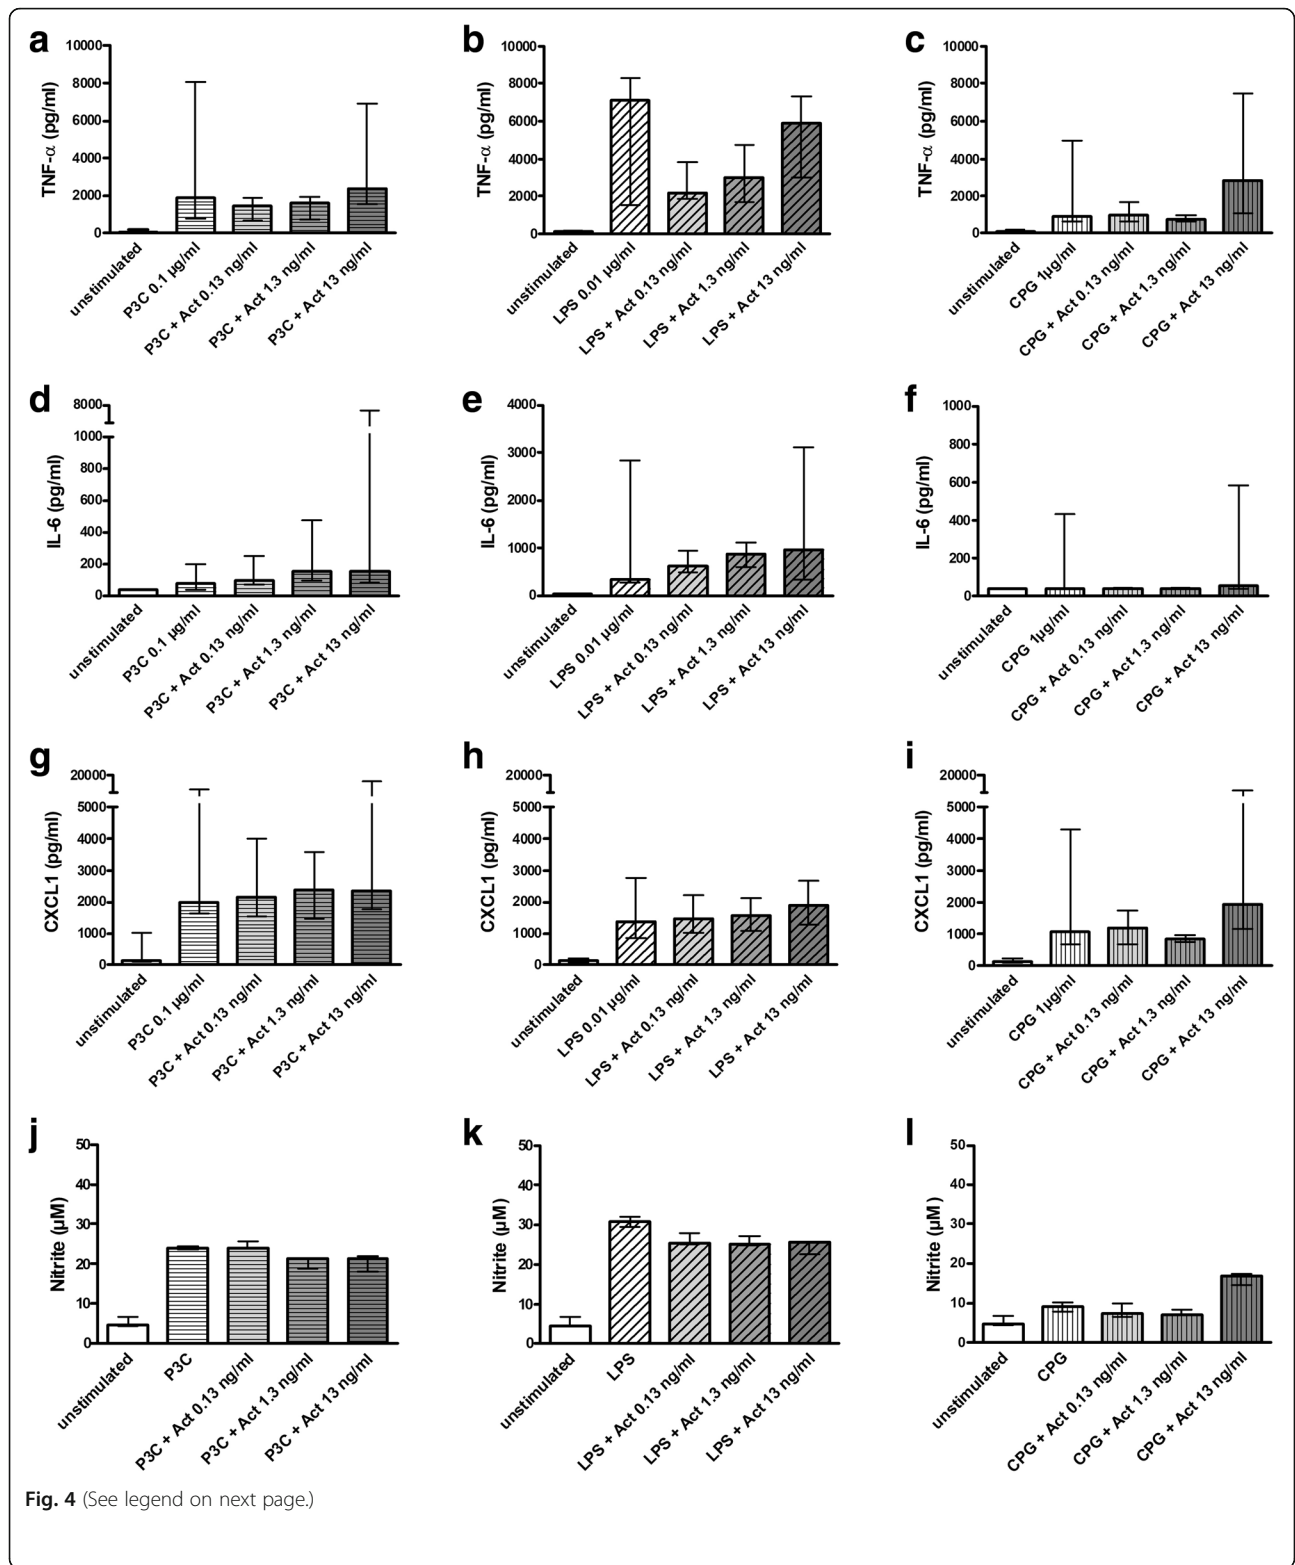 a
TNF-α (pg/ml)
10000
8000
6000
4000
2000
0
unstimulated
P3C 0.1 µg/ml
P3C + Act 0.13 ng/ml
P3C + Act 1.3 ng/ml
P3C + Act 13 ng/ml
b
TNF-α (pg/ml)
10000
8000
6000
4000
2000
0
unstimulated
LPS 0.01 µg/ml
LPS + Act 0.13 ng/ml
LPS + Act 1.3 ng/ml
LPS + Act 13 ng/ml
c
TNF-α (pg/ml)
10000
8000
6000
4000
2000
0
unstimulated
CPG 1µg/ml
CPG + Act 0.13 ng/ml
CPG + Act 1.3 ng/ml
CPG + Act 13 ng/ml
d
IL-6 (pg/ml)
8000
1000
800
600
400
200
0
unstimulated
P3C 0.1 µg/ml
P3C + Act 0.13 ng/ml
P3C + Act 1.3 ng/ml
P3C + Act 13 ng/ml
e
IL-6 (pg/ml)
4000
3000
2000
1000
0
unstimulated
LPS 0.01 µg/ml
LPS + Act 0.13 ng/ml
LPS + Act 1.3 ng/ml
LPS + Act 13 ng/ml
f
IL-6 (pg/ml)
1000
800
600
400
200
0
unstimulated
CPG 1µg/ml
CPG + Act 0.13 ng/ml
CPG + Act 1.3 ng/ml
CPG + Act 13 ng/ml
g
CXCL1 (pg/ml)
20000
5000
4000
3000
2000
1000
0
unstimulated
P3C 0.1 µg/ml
P3C + Act 0.13 ng/ml
P3C + Act 1.3 ng/ml
P3C + Act 13 ng/ml
h
CXCL1 (pg/ml)
20000
5000
4000
3000
2000
1000
0
unstimulated
LPS 0.01 µg/ml
LPS + Act 0.13 ng/ml
LPS + Act 1.3 ng/ml
LPS + Act 13 ng/ml
i
CXCL1 (pg/ml)
20000
5000
4000
3000
2000
1000
0
unstimulated
CPG 1µg/ml
CPG + Act 0.13 ng/ml
CPG + Act 1.3 ng/ml
CPG + Act 13 ng/ml
j
Nitrite (µM)
50
40
30
20
10
0
unstimulated
P3C
P3C + Act 0.13 ng/ml
P3C + Act 1.3 ng/ml
P3C + Act 13 ng/ml
k
Nitrite (µM)
50
40
30
20
10
0
unstimulated
LPS
LPS + Act 0.13 ng/ml
LPS + Act 1.3 ng/ml
LPS + Act 13 ng/ml
l
Nitrite (µM)
50
40
30
20
10
0
unstimulated
CPG
CPG + Act 0.13 ng/ml
CPG + Act 1.3 ng/ml
CPG + Act 13 ng/ml
Fig. 4 (See legend on next page.)